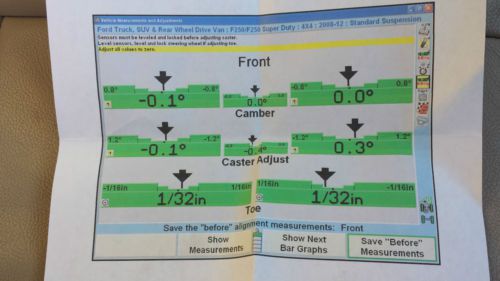 Vehicle Measurements and Adjustments
Ford Truck, SUV & Rear Wheel Drive Van : F250/F250 Super Duty : 4X4 : 2008-12 : Standard Suspension
Sensors must be leveled and locked before adjusting caster.
Level sensors, and lock steering wheel if adjusting toe.
Adjust all values to zero.
Front
0.8° -0.8° -0.8° 0.8°
-0.1° 0.0° 0.0°
Camber
1.2° -1.2° -1.2° 1.2°
-0.1° -0.4° 0.3°
Caster Adjust
-1/16in 1/16in 1/16in -1/16in
1/32in 1/32in
Toe
Save the "before" alignment measurements: Front
Show Measurements
Show Next Bar Graphs
Save "Before" Measurements